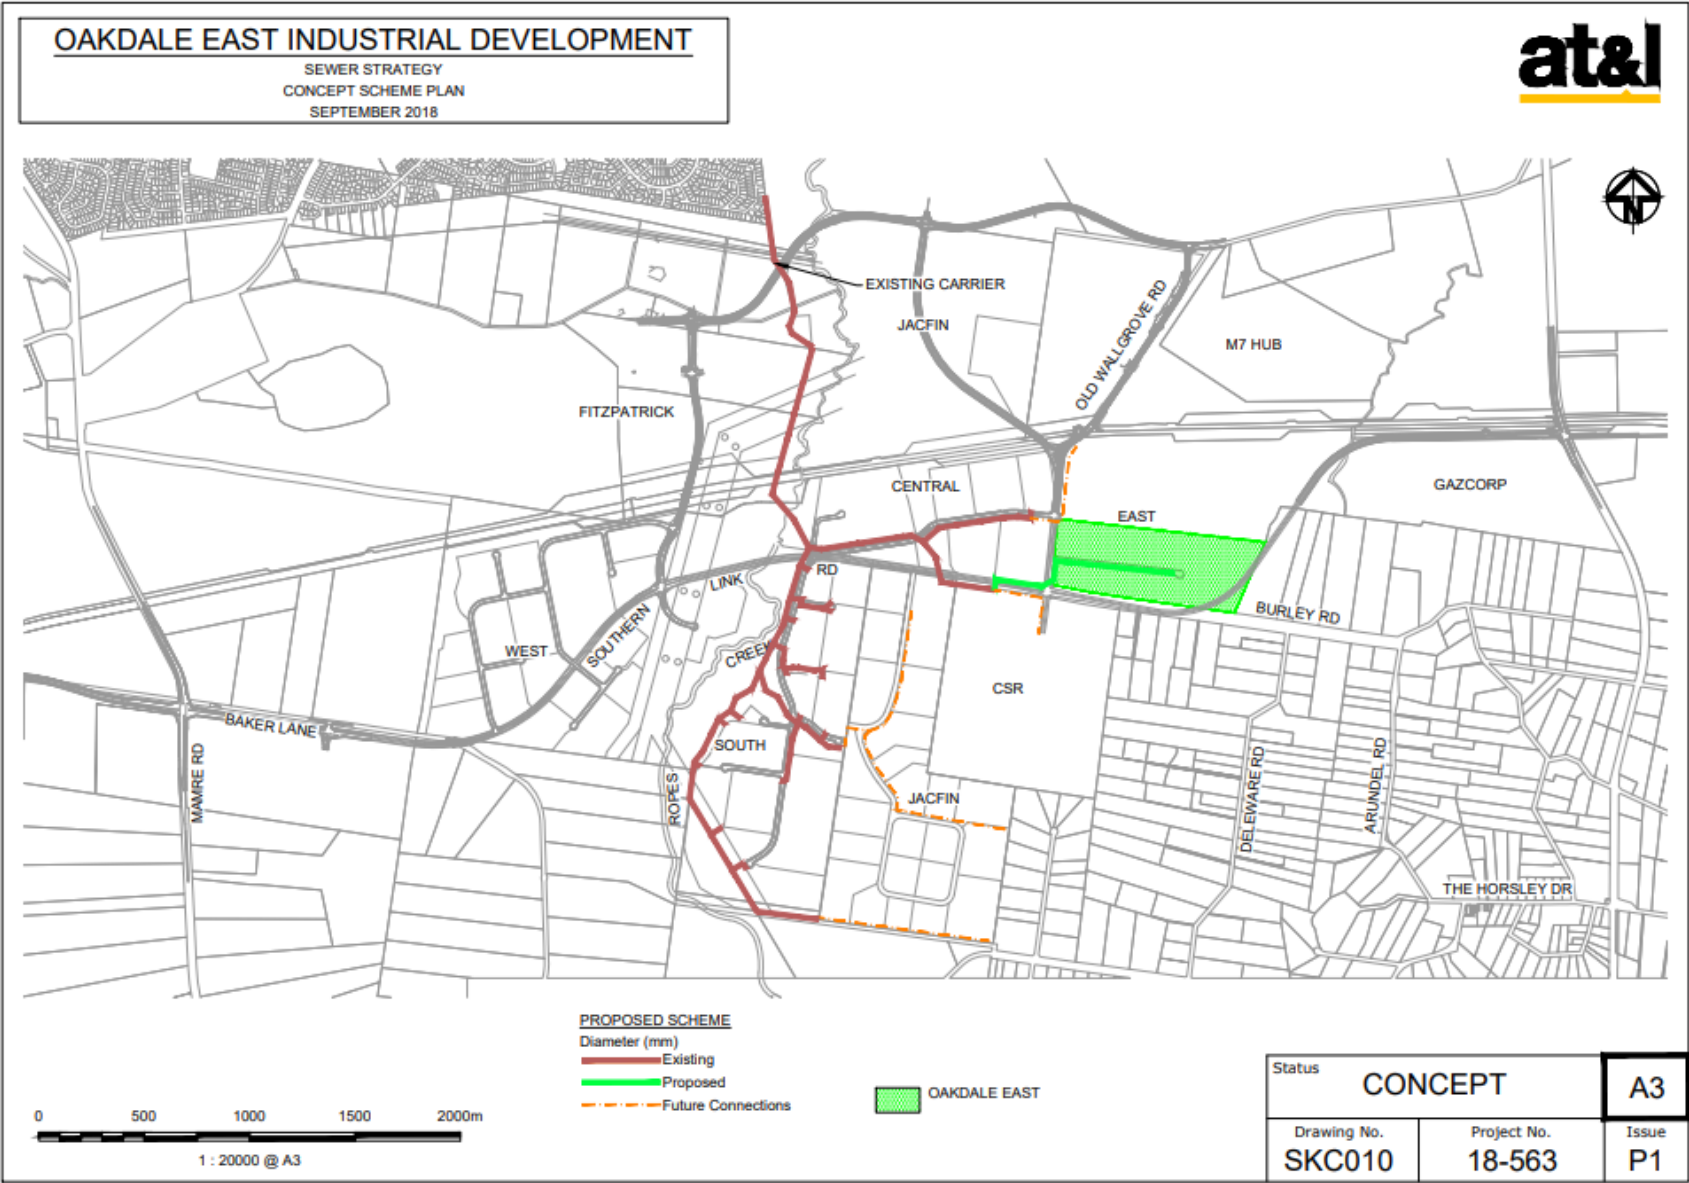 OAKDALE EAST INDUSTRIAL DEVELOPMENT
SEWER STRATEGY
CONCEPT SCHEME PLAN
SEPTEMBER 2018
at&l
N
EXISTING CARRIER
JACFIN
OLD WALLGROVE RD
M7 HUB
FITZPATRICK
CENTRAL
GAZCORP
EAST
LINK
RD
SOUTHERN
BURLEY RD
WEST
CREEK
CSR
BAKER LANE
SOUTH
MAMRE RD
ROPES
JACFIN
DELEWARE RD
ARUNDEL RD
THE HORSLEY DR
PROPOSED SCHEME
Diameter (mm)
Existing
Proposed
Future Connections
OAKDALE EAST
0 500 1000 1500 2000m
1 : 20000 @ A3
Status
CONCEPT
A3
Drawing No.
SKC010
Project No.
18-563
Issue
P1